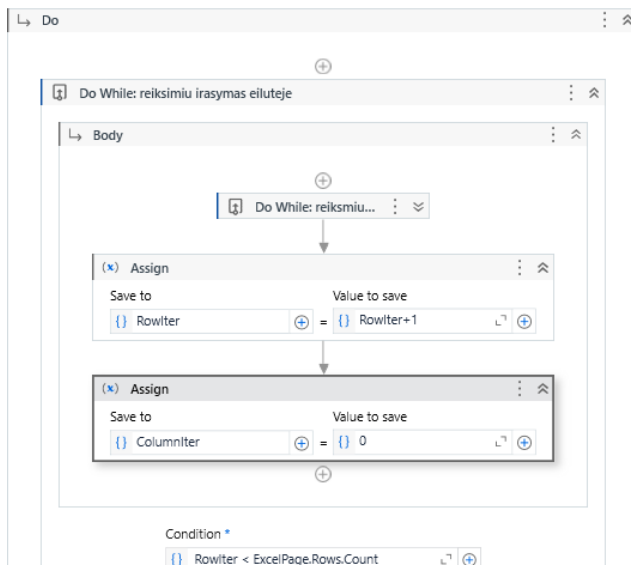 Do
Do While: reiksimiu irasymas eiluteje
Body
Do While: reiksmiu...
(x) Assign
Save to Value to save
{} RowIter = {} RowIter+1
(x) Assign
Save to Value to save
{} ColumnIter = {} 0
Condition *
{} RowIter < ExcelPage.Rows.Count